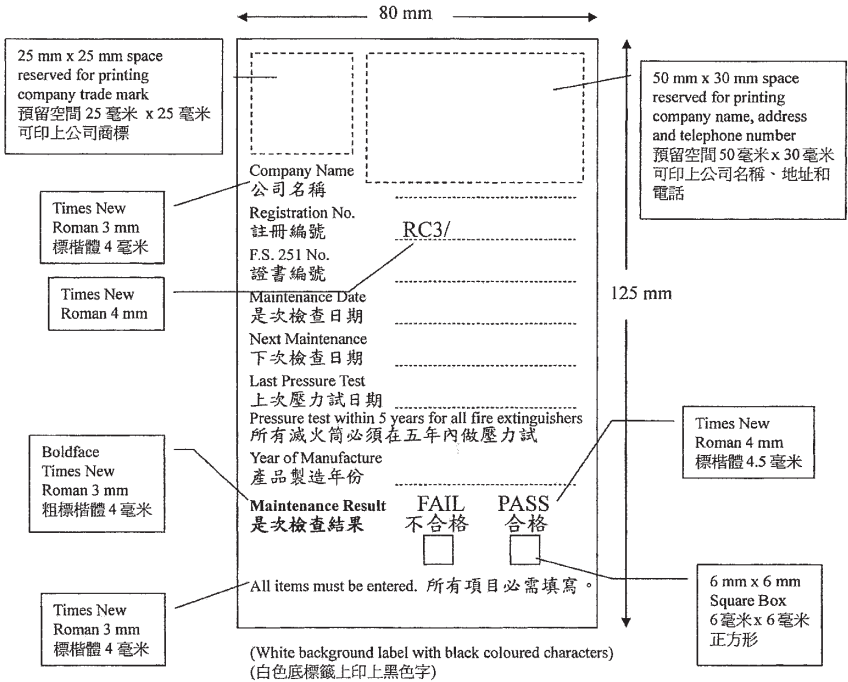 80 mm
25 mm x 25 mm space
reserved for printing
company trade mark
預留空間 25 毫米 x 25 毫米
可印上公司商標
50 mm x 30 mm space
reserved for printing
company name, address
and telephone number
預留空間 50 毫米 x 30 毫米
可印上公司名稱、地址和
電話
Company Name
公司名稱
Times New
Roman 3 mm
標楷體 4 毫米
Registration No.
註冊編號
RC3/
F.S. 251 No.
證書編號
Times New
Roman 4 mm
Maintenance Date
是次檢查日期
125 mm
Next Maintenance
下次檢查日期
Last Pressure Test
上次壓力試日期
Pressure test within 5 years for all fire extinguishers
所有滅火筒必須在五年內做壓力試
Year of Manufacture
產品製造年份
Boldface
Times New
Roman 3 mm
粗標楷體 4 毫米
Times New
Roman 4 mm
標楷體 4.5 毫米
Maintenance Result
是次檢查結果
FAIL
不合格
PASS
合格
All items must be entered. 所有項目必需填寫。
Times New
Roman 3 mm
標楷體 4 毫米
6 mm x 6 mm
Square Box
6 毫米 x 6 毫米
正方形
(White background label with black coloured characters)
(白色底標籤上印上黑色字)